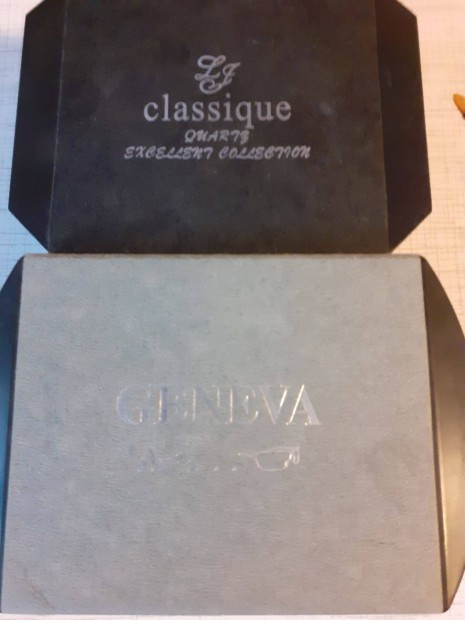 LJ
classique
QUARTZ
EXCELLENT COLLECTION
GENEVA